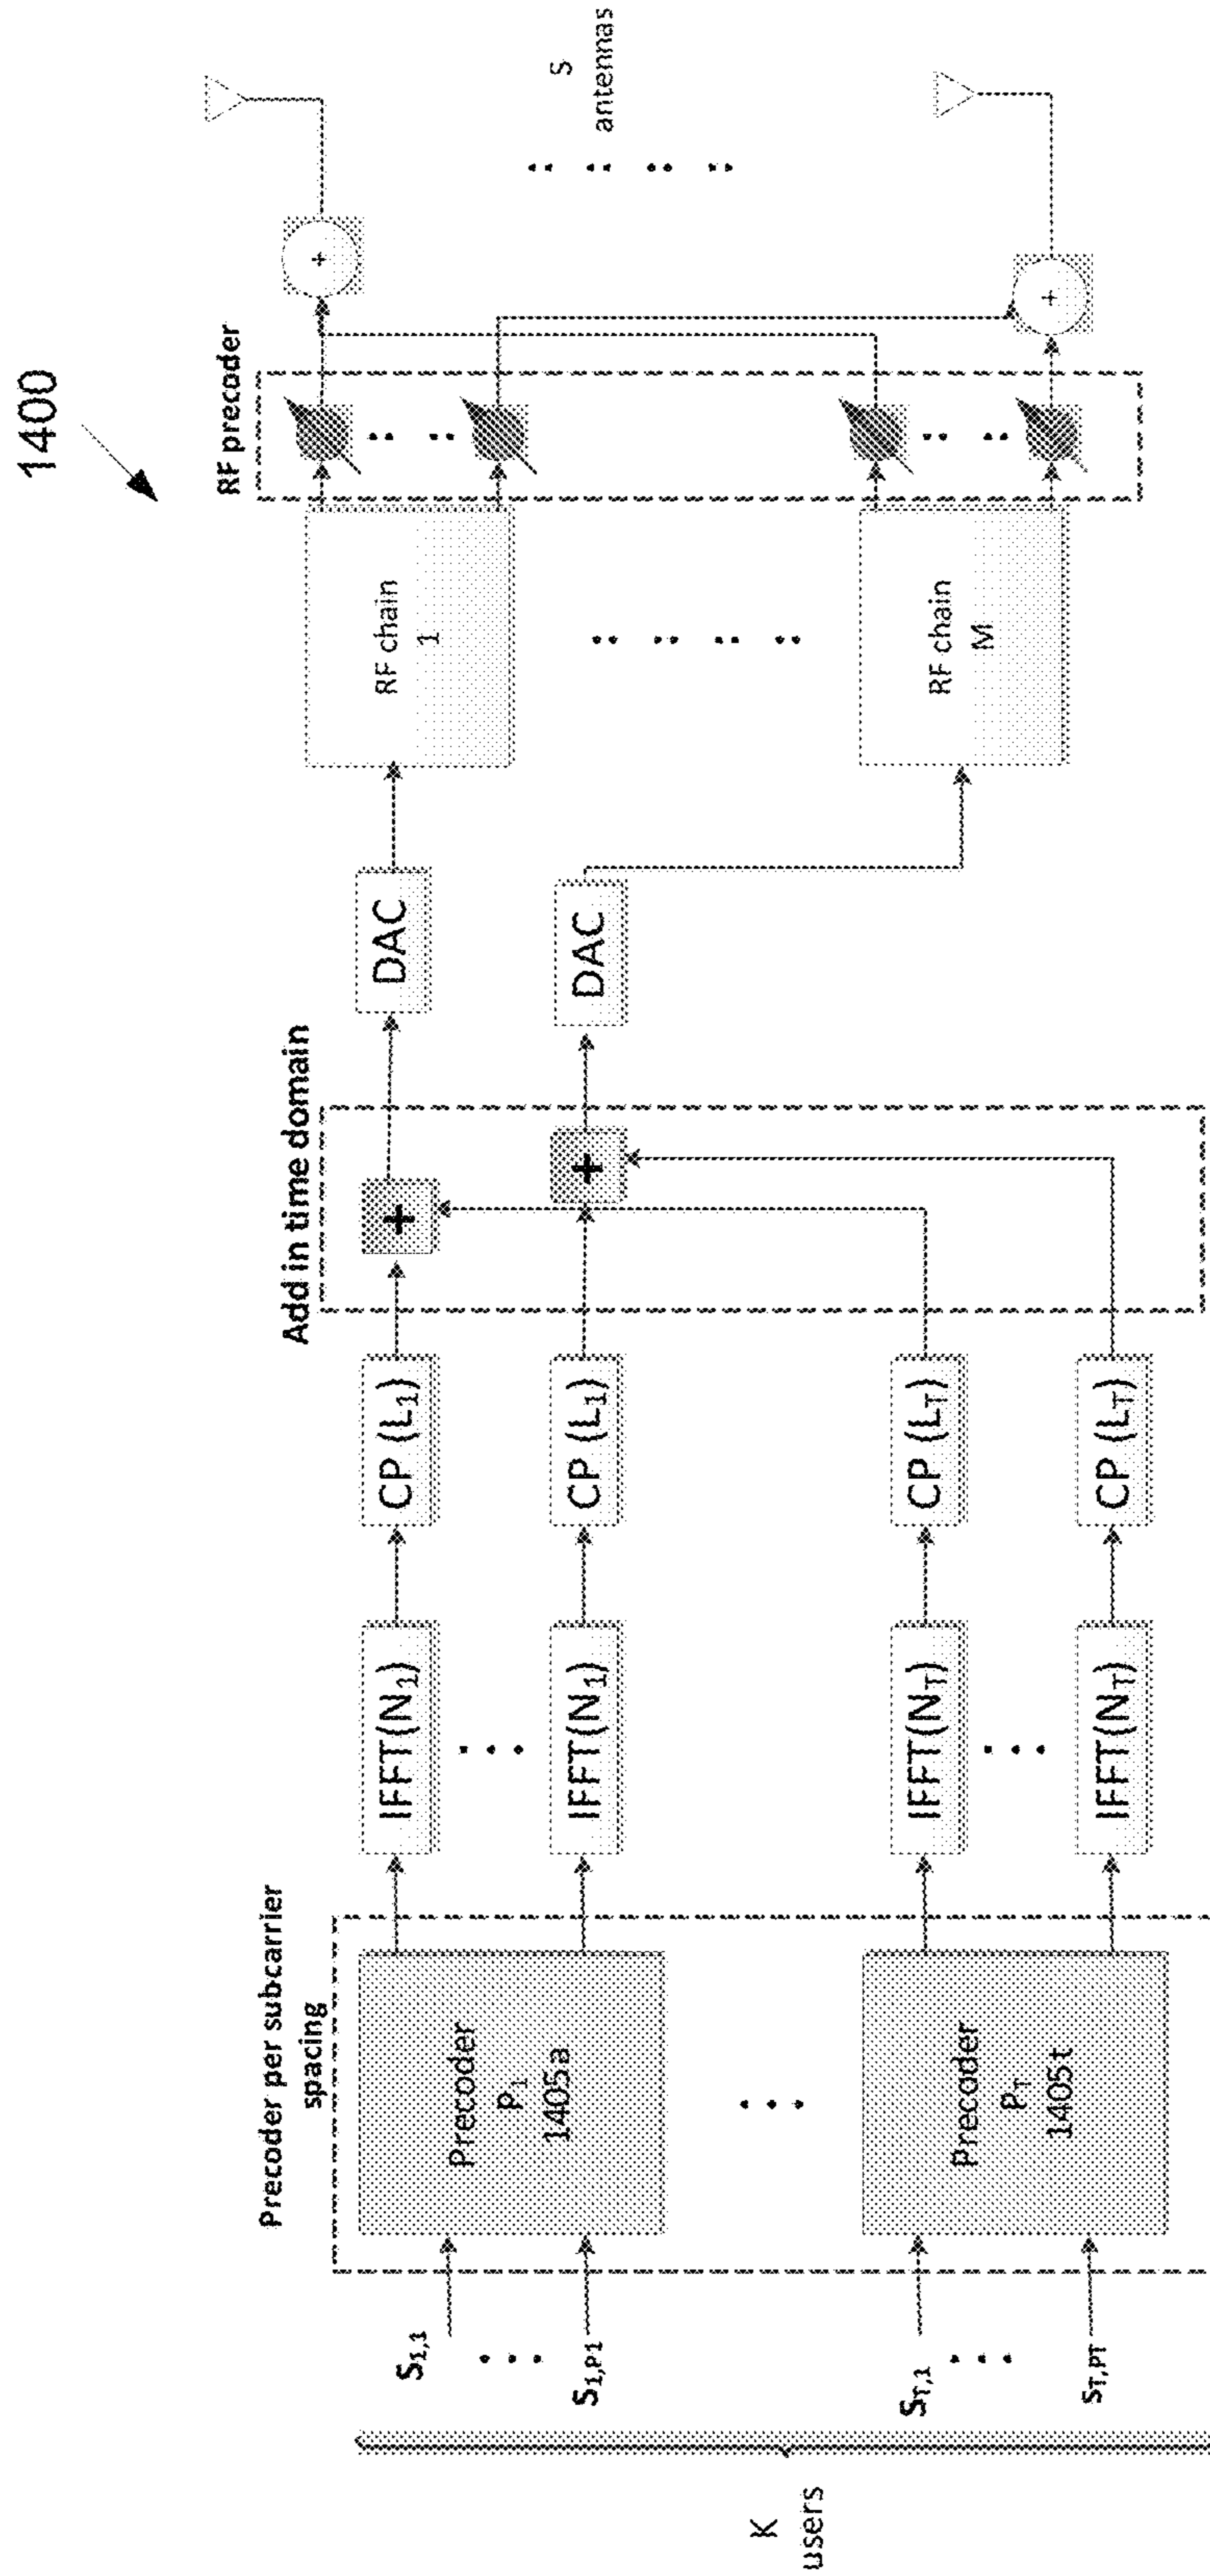 1400
Precoder per subcarrier
spacing
Add in time domain
RF precoder
K
users
S1,1
S1,P1
ST,1
ST,PT
Precoder
P1
1405a
Precoder
PT
1405t
IFFT(N1)
IFFT(N1)
IFFT(NT)
IFFT(NT)
CP (L1)
CP (L1)
CP (LT)
CP (LT)
+
+
DAC
DAC
RF chain
1
RF chain
M
+
+
S
antennas